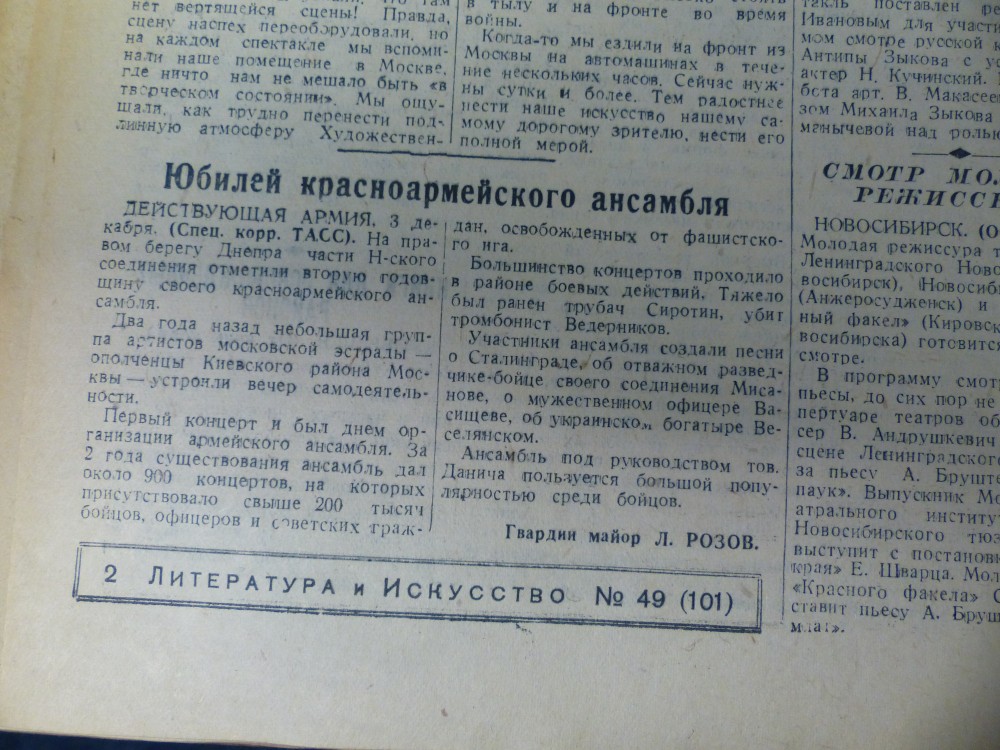 нет вертящейся сцены! Правда,
сцену наспех переоборудовали, но
на каждом спектакле мы вспоми-
нали наше помещение в Москве,
где ничто нам не мешало быть «в
творческом состоянии». Мы ощу-
щали, как трудно перенести под-
линную атмосферу Художествен-
в тылу и на фронте во время
войны.
Когда-то мы ездили на фронт из
Москвы на автомашинах в тече-
ние нескольких часов. Сейчас нуж-
ны сутки и более. Тем радостнее
нести наше искусство нашему са-
мому дорогому зрителю, нести его
полной мерой.
Юбилей красноармейского ансамбля
ДЕЙСТВУЮЩАЯ АРМИЯ, 3 де-
кабря. (Спец. корр. ТАСС). На пра-
вом берегу Днепра части Н-ского
соединения отметили вторую годов-
щину своего красноармейского ан-
самбля.
Два года назад небольшая груп-
па артистов московской эстрады —
ополченцы Киевского района Мос-
квы — устроили вечер самодеятель-
ности.
Первый концерт и был днем ор-
ганизации армейского ансамбля. За
2 года существования ансамбль дал
около 900 концертов, на которых
присутствовало свыше 200 тысяч
бойцов, офицеров и советских граж-
дан, освобожденных от фашистско-
го ига.
Большинство концертов проходило
в районе боевых действий. Тяжело
был ранен трубач Сиротин, убит
тромбонист Ведерников.
Участники ансамбля создали песни
о Сталинграде, об отважном развед-
чике-бойце своего соединения Миса-
нове, о мужественном офицере Ва-
сищеве, об украинском богатыре Ве-
селянском.
Ансамбль под руководством тов.
Данича пользуется большой попу-
лярностью среди бойцов.
Гвардии майор Л. РОЗОВ.
2 Литература и Искусство № 49 (101)
такль поставлен
Ивановым для участи
мом смотре русской
Антипы Зыкова с
актер Н. Кучинский.
бота арт. В. Макасее
зом Михаила Зыкова
манычевой над ролью
СМОТР МО
РЕЖИСС
НОВОСИБИРСК. (О
Молодая режиссура
Ленинградского Ново
восибирск), (Новосиб
(Анжеросудженск) и
ный факел» (Кировск
восибирска) готовится
смотре.
В программу смот
пьесы, до сих пор не
пертуаре театров об
сер В. Андрушкевич
сцене Ленинградского
за пьесу А. Бруште
паук». Выпускник Мо
атрального институ
Новосибирского тюз
выступит с постанови
края» Е. Шварца. Мол
«Красного факела» С
ставит пьесу А. Бруш
млат».